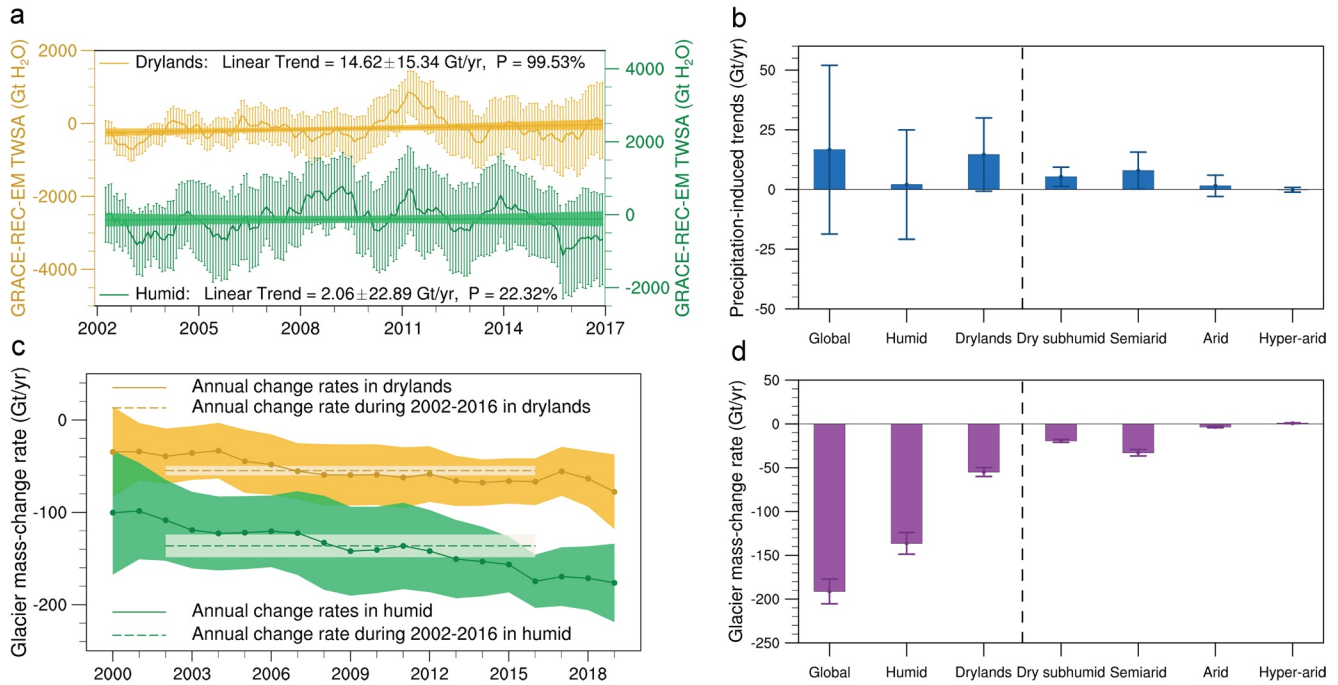 a
GRACE-REC-EM TWSA (Gt H₂O)
2000
0
-2000
-4000
Drylands: Linear Trend = 14.62±15.34 Gt/yr, P = 99.53%
Humid: Linear Trend = 2.06±22.89 Gt/yr, P = 22.32%
4000
2000
0
-2000
GRACE-REC-EM TWSA (Gt H₂O)
2002 2005 2008 2011 2014 2017
b
Precipitation-induced trends (Gt/yr)
50
25
0
-25
-50
Global Humid Drylands Dry subhumid Semiarid Arid Hyper-arid
c
Glacier mass-change rate (Gt/yr)
0
-100
-200
Annual change rates in drylands
Annual change rate during 2002-2016 in drylands
Annual change rates in humid
Annual change rate during 2002-2016 in humid
2000 2003 2006 2009 2012 2015 2018
d
Glacier mass-change rate (Gt/yr)
50
0
-50
-100
-150
-200
-250
Global Humid Drylands Dry subhumid Semiarid Arid Hyper-arid